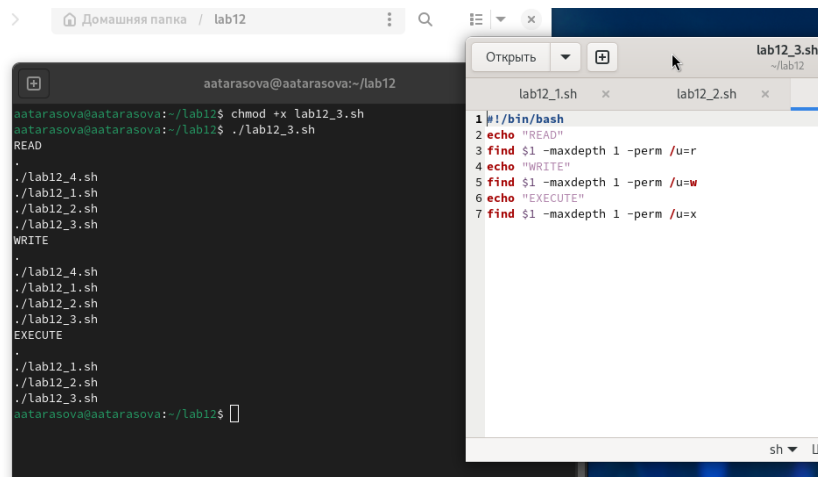 Домашняя папка / lab12
aatarasova@aatarasova:~/lab12
aatarasova@aatarasova:~/lab12$ chmod +x lab12_3.sh
aatarasova@aatarasova:~/lab12$ ./lab12_3.sh
READ
.
./lab12_4.sh
./lab12_1.sh
./lab12_2.sh
./lab12_3.sh
WRITE
.
./lab12_4.sh
./lab12_1.sh
./lab12_2.sh
./lab12_3.sh
EXECUTE
.
./lab12_1.sh
./lab12_2.sh
./lab12_3.sh
aatarasova@aatarasova:~/lab12$
Открыть
lab12_3.sh
~/lab12
lab12_1.sh × lab12_2.sh ×
1 #!/bin/bash
2 echo "READ"
3 find $1 -maxdepth 1 -perm /u=r
4 echo "WRITE"
5 find $1 -maxdepth 1 -perm /u=w
6 echo "EXECUTE"
7 find $1 -maxdepth 1 -perm /u=x
sh